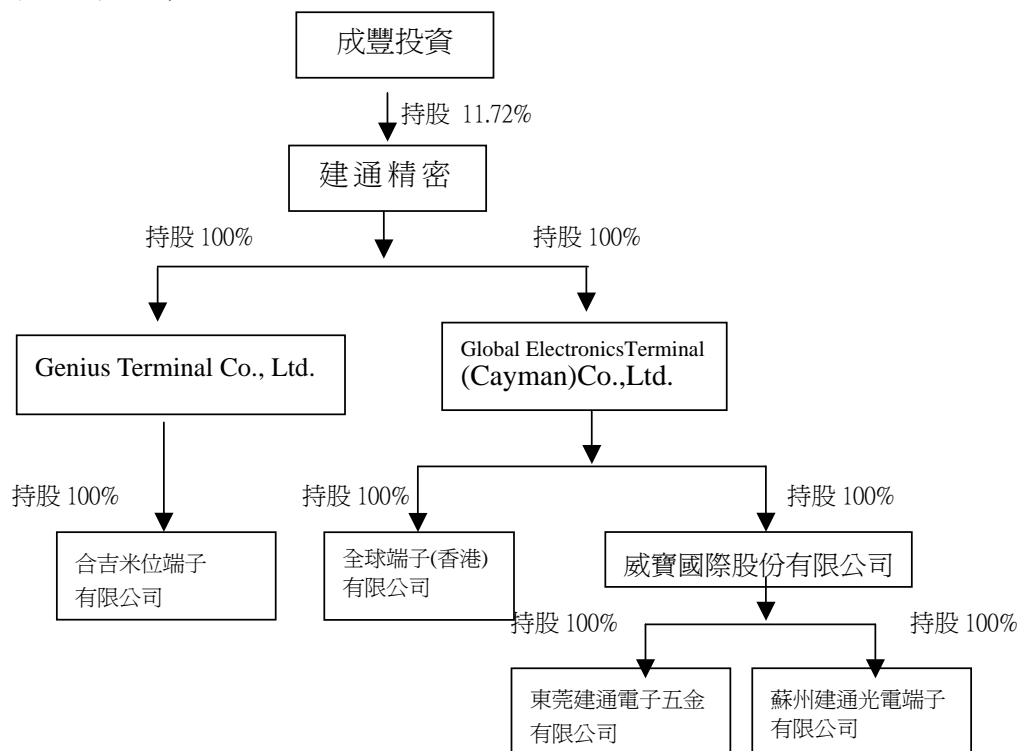 成豐投資
持股 11.72%
建通精密
持股 100%
持股 100%
Genius Terminal Co., Ltd.
Global ElectronicsTerminal
(Cayman)Co.,Ltd.
持股 100%
持股 100%
持股 100%
合吉米位端子
有限公司
全球端子(香港)
有限公司
威寶國際股份有限公司
持股 100%
持股 100%
東莞建通電子五金
有限公司
蘇州建通光電端子
有限公司